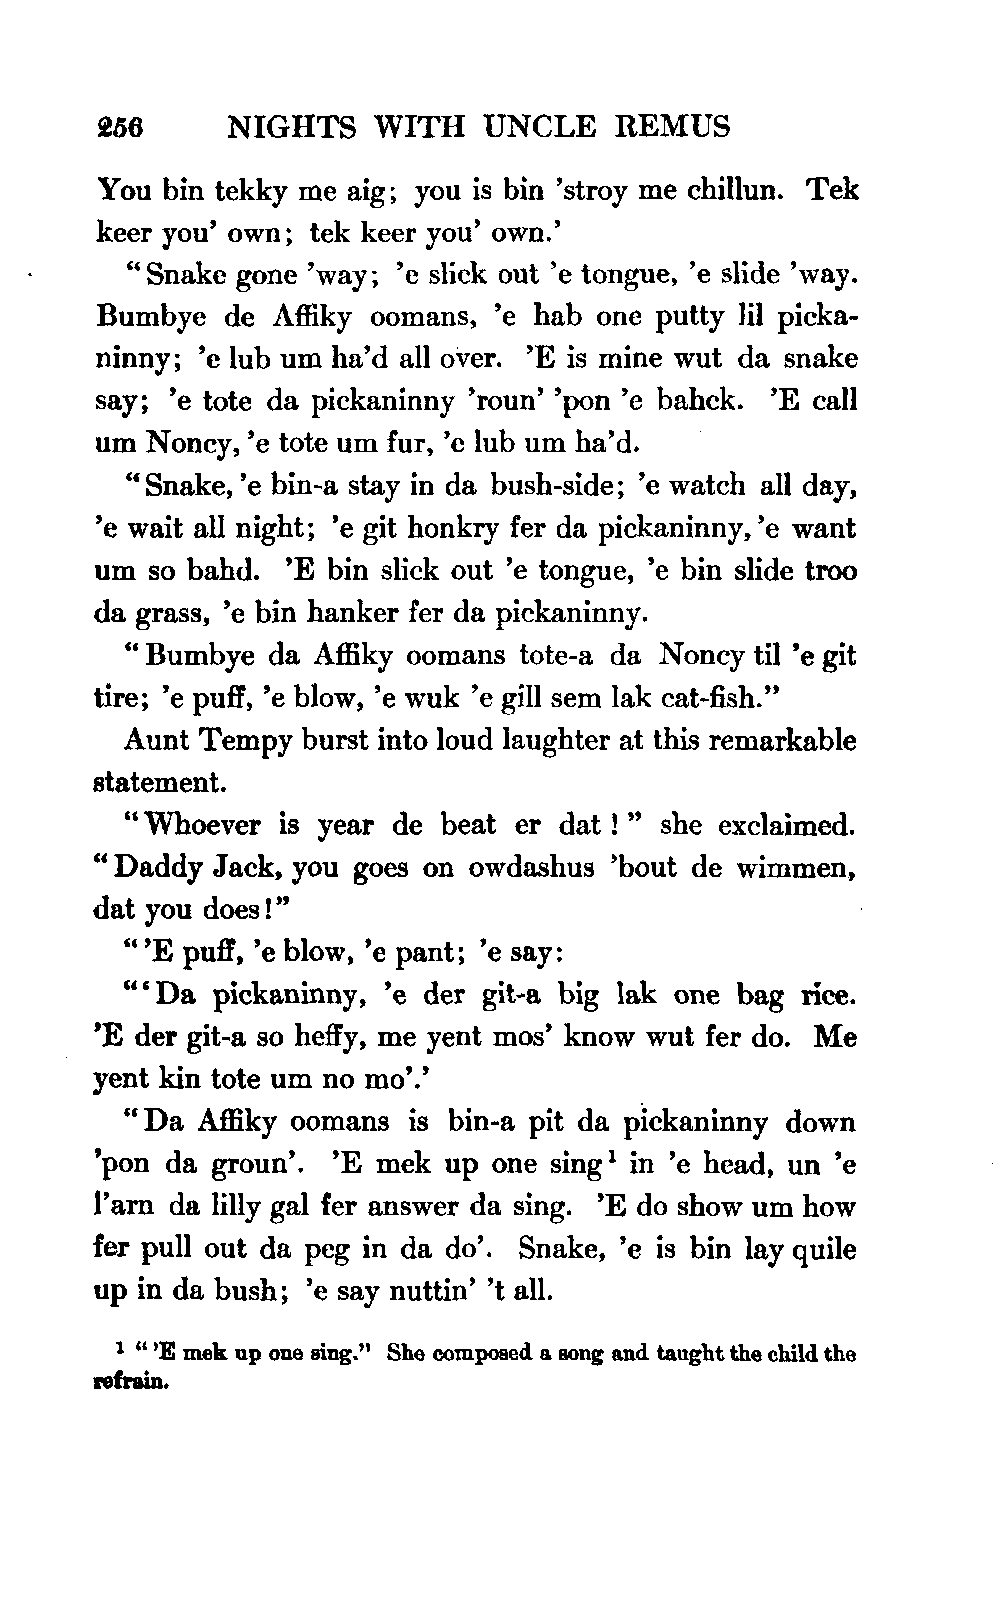 256 NIGHTS WITH UNCLE REMUS
You bin tekky me aig; you is bin 'stroy me chillun. Tek
keer you' own; tek keer you' own.'
"Snake gone 'way; 'e slick out 'e tongue, 'e slide 'way.
Bumbye de Affiky oomans, 'e hab one putty lil picka-
ninny; 'e lub um ha'd all over. 'E is mine wut da snake
say; 'e tote da pickaninny 'roun' 'pon 'e bahck. 'E call
um Noncy, 'e tote um fur, 'e lub um ha'd.
"Snake, 'e bin-a stay in da bush-side; 'e watch all day,
'e wait all night; 'e git honkry fer da pickaninny, 'e want
um so bahd. 'E bin slick out 'e tongue, 'e bin slide troo
da grass, 'e bin hanker fer da pickaninny.
"Bumbye da Affiky oomans tote-a da Noncy til 'e git
tire; 'e puff, 'e blow, 'e wuk 'e gill sem lak cat-fish."
Aunt Tempy burst into loud laughter at this remarkable
statement.
"Whoever is year de beat er dat!" she exclaimed.
"Daddy Jack, you goes on owdashus 'bout de wimmen,
dat you does!"
"'E puff, 'e blow, 'e pant; 'e say:
"'Da pickaninny, 'e der git-a big lak one bag rice.
'E der git-a so heffy, me yent mos' know wut fer do. Me
yent kin tote um no mo'.'
"Da Affiky oomans is bin-a pit da pickaninny down
'pon da groun'. 'E mek up one sing¹ in 'e head, un 'e
l'arn da lilly gal fer answer da sing. 'E do show um how
fer pull out da peg in da do'. Snake, 'e is bin lay quile
up in da bush; 'e say nuttin' 't all.
¹ "'E mek up one sing." She composed a song and taught the child the
refrain.